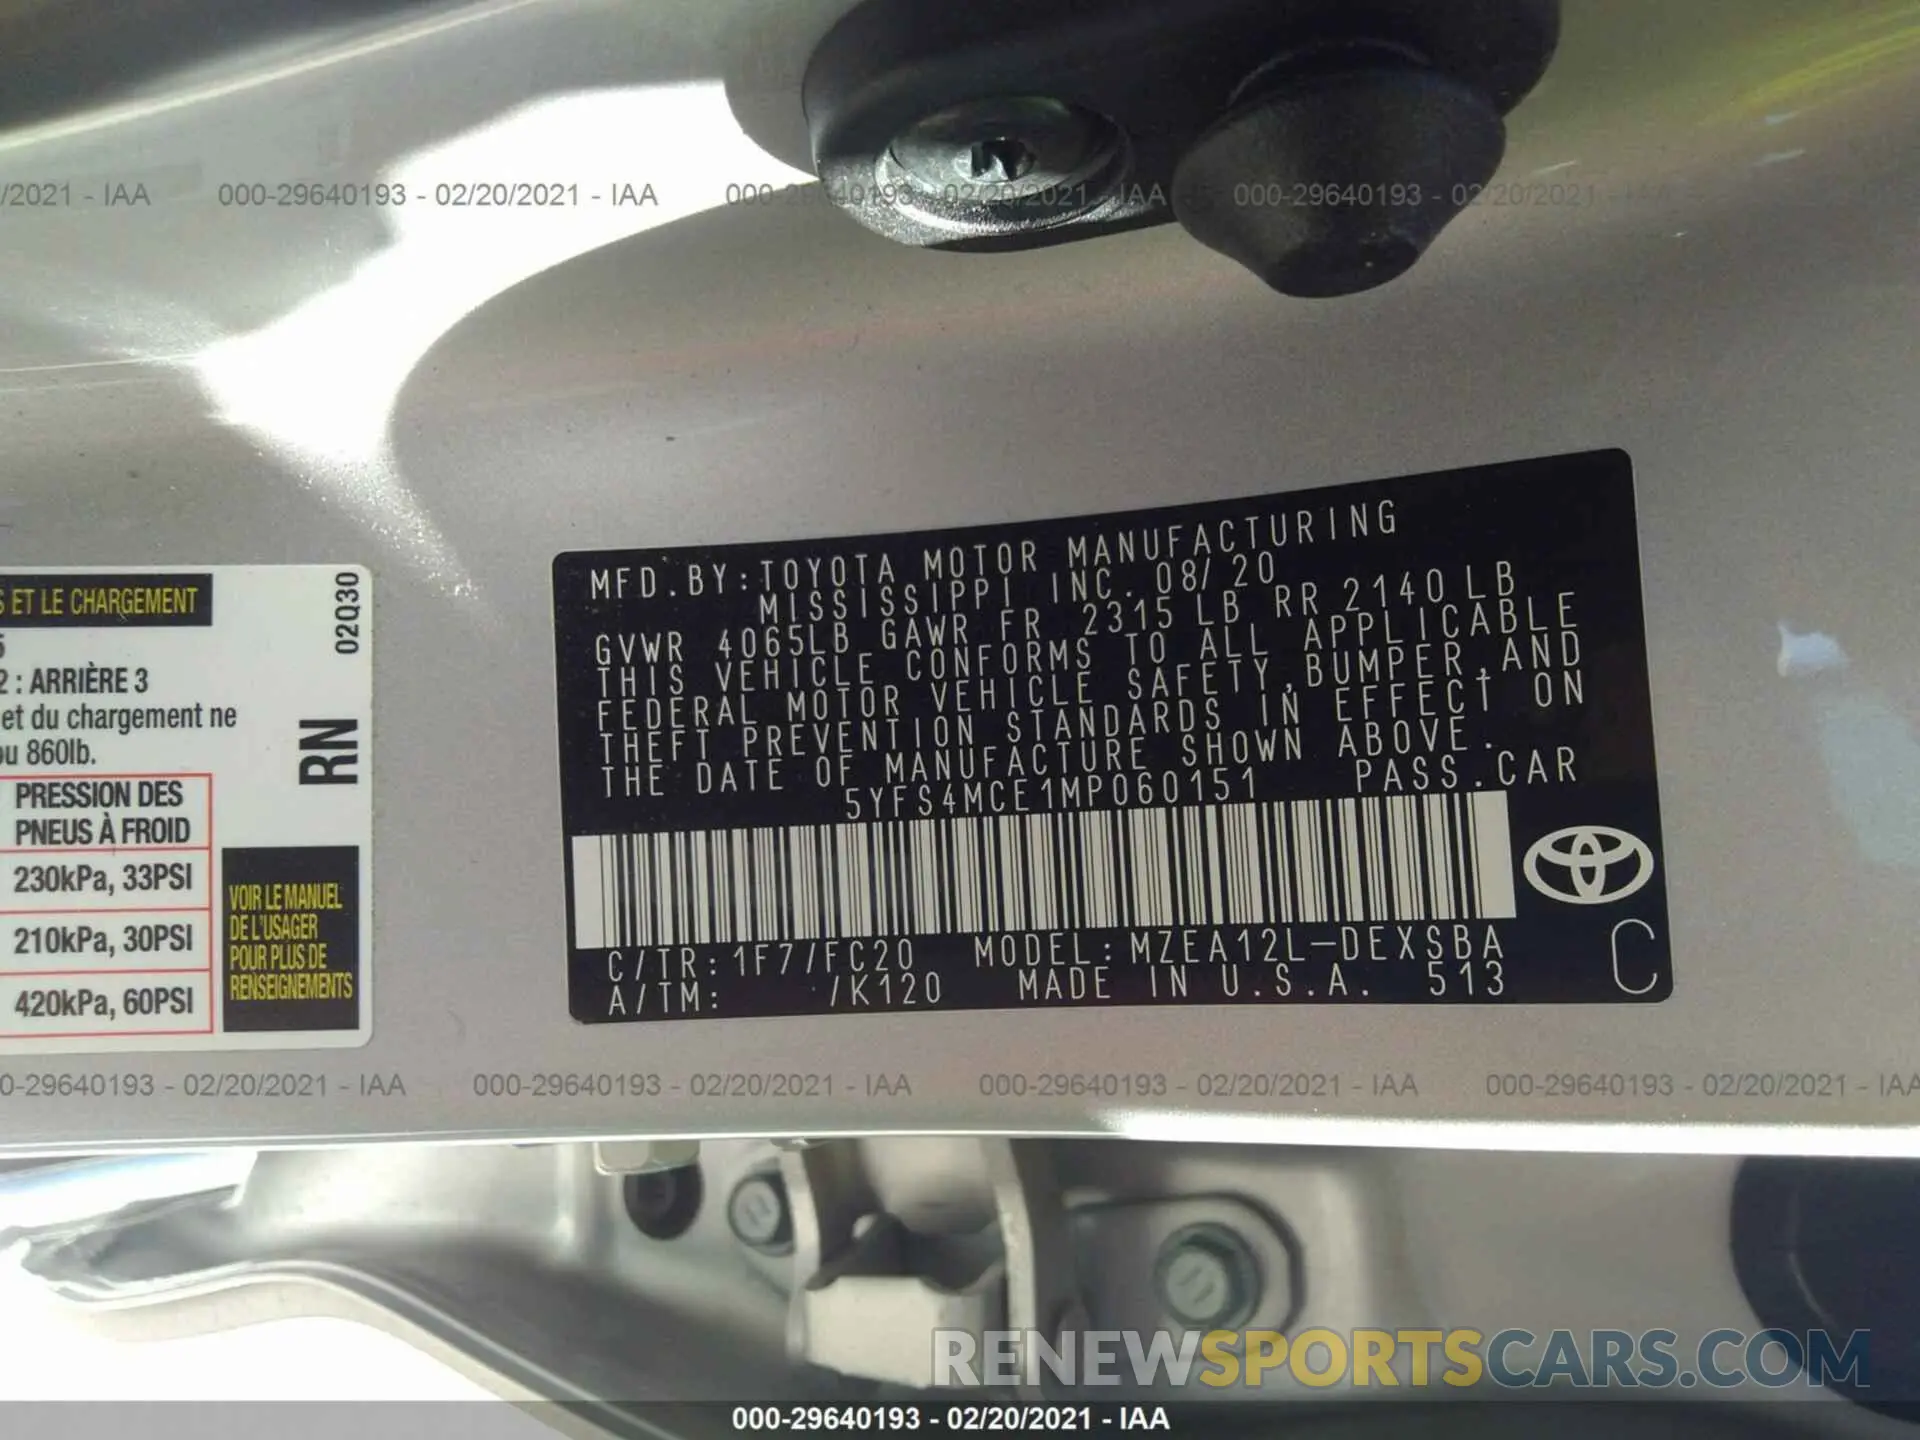 /2021 - IAA 000-29640193 - 02/20/2021 - IAA 000-29640193 - 02/20/2021 - IAA 000-29640193 - 02/20/2021 - IAA
S ET LE CHARGEMENT
02Q30
5
2 : ARRIÈRE 3
et du chargement ne
ou 860lb.
RN
PRESSION DES
PNEUS À FROID
230kPa, 33PSI
210kPa, 30PSI
420kPa, 60PSI
VOIR LE MANUEL
DE L'USAGER
POUR PLUS DE
RENSEIGNEMENTS
MFD.BY:TOYOTA MOTOR MANUFACTURING
MISSISSIPPI INC. 08/20
GVWR 4065LB GAWR FR 2315 LB RR 2140 LB
THIS VEHICLE CONFORMS TO ALL APPLICABLE
FEDERAL MOTOR VEHICLE SAFETY,BUMPER,AND
THEFT PREVENTION STANDARDS IN EFFECT ON
THE DATE OF MANUFACTURE SHOWN ABOVE.
5YFS4MCE1MP060151 PASS.CAR
C/TR:1F7/FC20 MODEL:MZEA12L-DEXSBA
A/TM: /K120 MADE IN U.S.A. 513
C
0-29640193 - 02/20/2021 - IAA 000-29640193 - 02/20/2021 - IAA 000-29640193 - 02/20/2021 - IAA 000-29640193 - 02/20/2021 - IAA
RENEWSPORTSCARS.COM
000-29640193 - 02/20/2021 - IAA